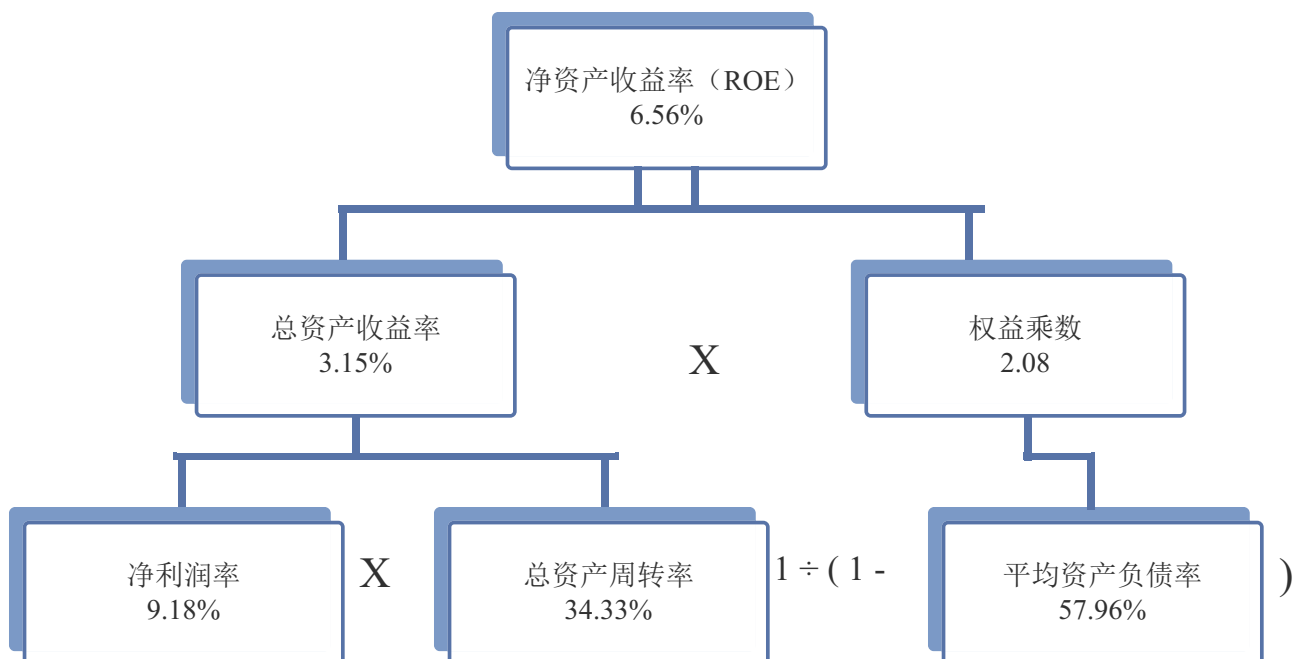 净资产收益率（ROE）
6.56%
总资产收益率
3.15%
X
权益乘数
2.08
净利润率
9.18%
X
总资产周转率
34.33%
1 ÷ ( 1 -
平均资产负债率
57.96%
)